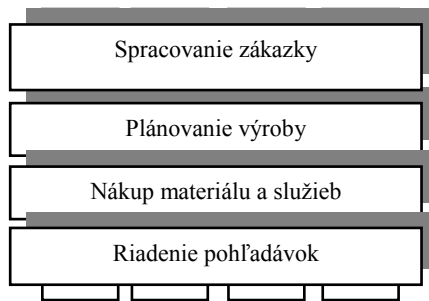 Spracovanie zákazky
Plánovanie výroby
Nákup materiálu a služieb
Riadenie pohľadávok